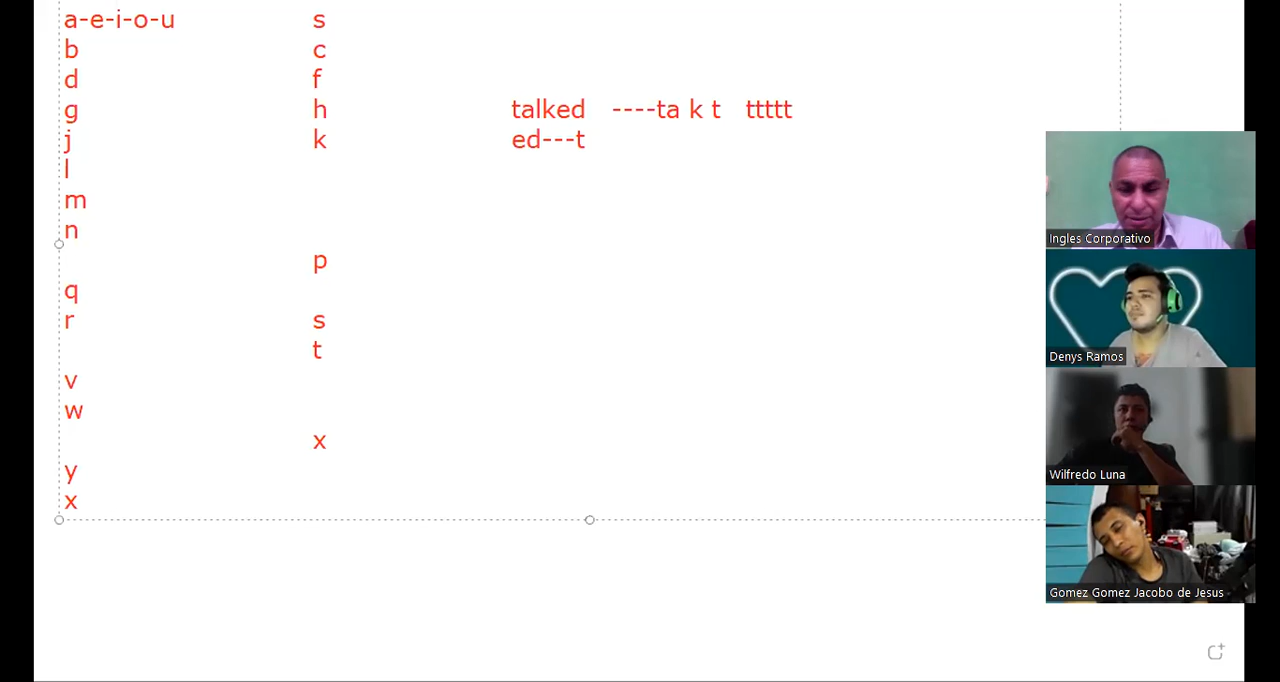 a-e-i-o-u s
b c
d f
g h talked ----ta k t ttttt
j k ed---t
l
m
n
p
q
r s
t
v
w
x
y
x
Ingles Corporativo
Denys Ramos
Wilfredo Luna
Gomez Gomez Jacobo de Jesus